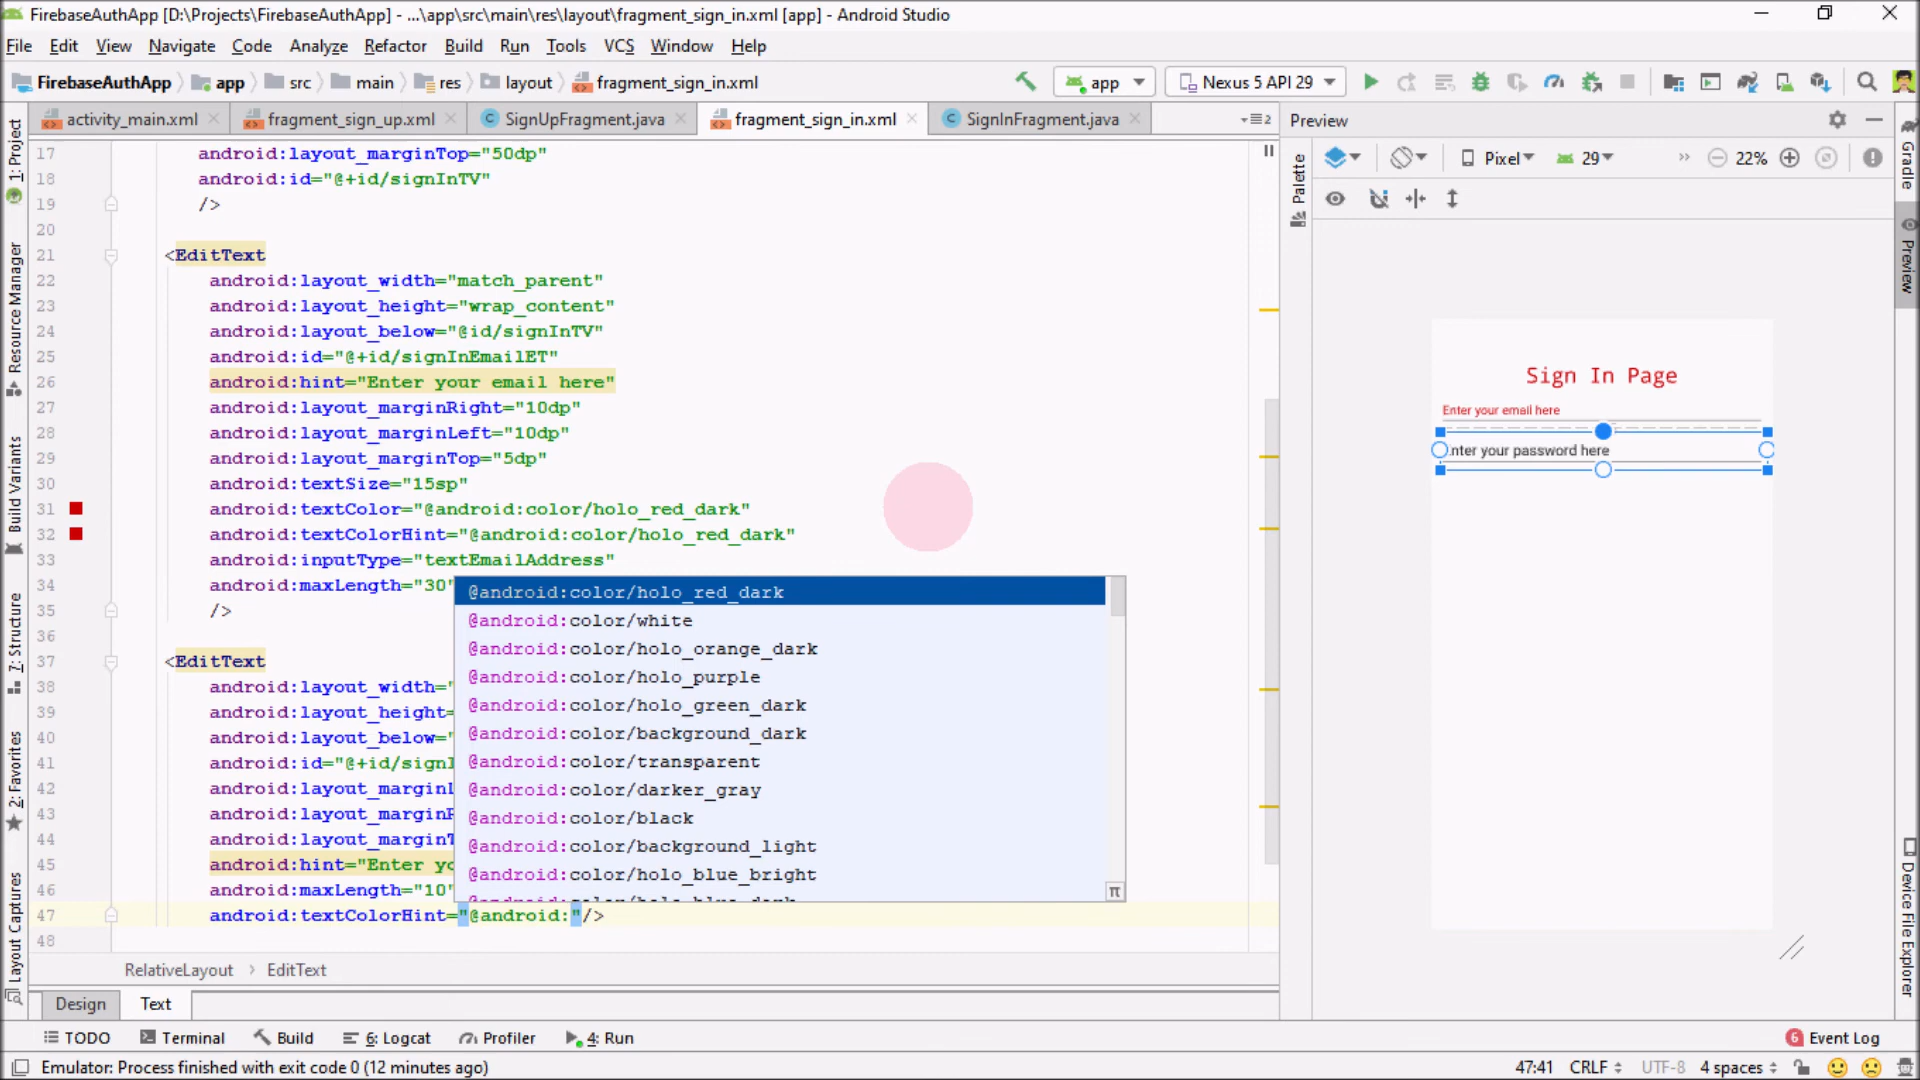 FirebaseAuthApp [D:\Projects\FirebaseAuthApp] - ...\app\src\main\res\layout\fragment_sign_in.xml [app] - Android Studio
File Edit View Navigate Code Analyze Refactor Build Run Tools VCS Window Help
FirebaseAuthApp app src main res layout fragment_sign_in.xml
app Nexus 5 API 29
activity_main.xml fragment_sign_up.xml SignUpFragment.java fragment_sign_in.xml SignInFragment.java
2
1: Project
Resource Manager
Build Variants
7: Structure
2: Favorites
Layout Captures
17 android:layout_marginTop="50dp"
18 android:id="@+id/signInTV"
19 />
20
21 <EditText
22 android:layout_width="match_parent"
23 android:layout_height="wrap_content"
24 android:layout_below="@id/signInTV"
25 android:id="@+id/signInEmailET"
26 android:hint="Enter your email here"
27 android:layout_marginRight="10dp"
28 android:layout_marginLeft="10dp"
29 android:layout_marginTop="5dp"
30 android:textSize="15sp"
31 android:textColor="@android:color/holo_red_dark"
32 android:textColorHint="@android:color/holo_red_dark"
33 android:inputType="textEmailAddress"
34 android:maxLength="30"
35 />
36
37 <EditText
38 android:layout_width="
39 android:layout_height=
40 android:layout_below="
41 android:id="@+id/sign
42 android:layout_margin
43 android:layout_margin
44 android:layout_margin
45 android:hint="Enter yo
46 android:maxLength="10"
47 android:textColorHint="@android:"/>
48
@android:color/holo_red_dark
@android:color/white
@android:color/holo_orange_dark
@android:color/holo_purple
@android:color/holo_green_dark
@android:color/background_dark
@android:color/transparent
@android:color/darker_gray
@android:color/black
@android:color/background_light
@android:color/holo_blue_bright
π
RelativeLayout EditText
Design Text
Preview
Palette
Pixel 29 22%
Sign In Page
Enter your email here
nter your password here
Gradle
Preview
Device File Explorer
TODO Terminal Build 6: Logcat Profiler 4: Run
6 Event Log
Emulator: Process finished with exit code 0 (12 minutes ago)
47:41 CRLF UTF-8 4 spaces